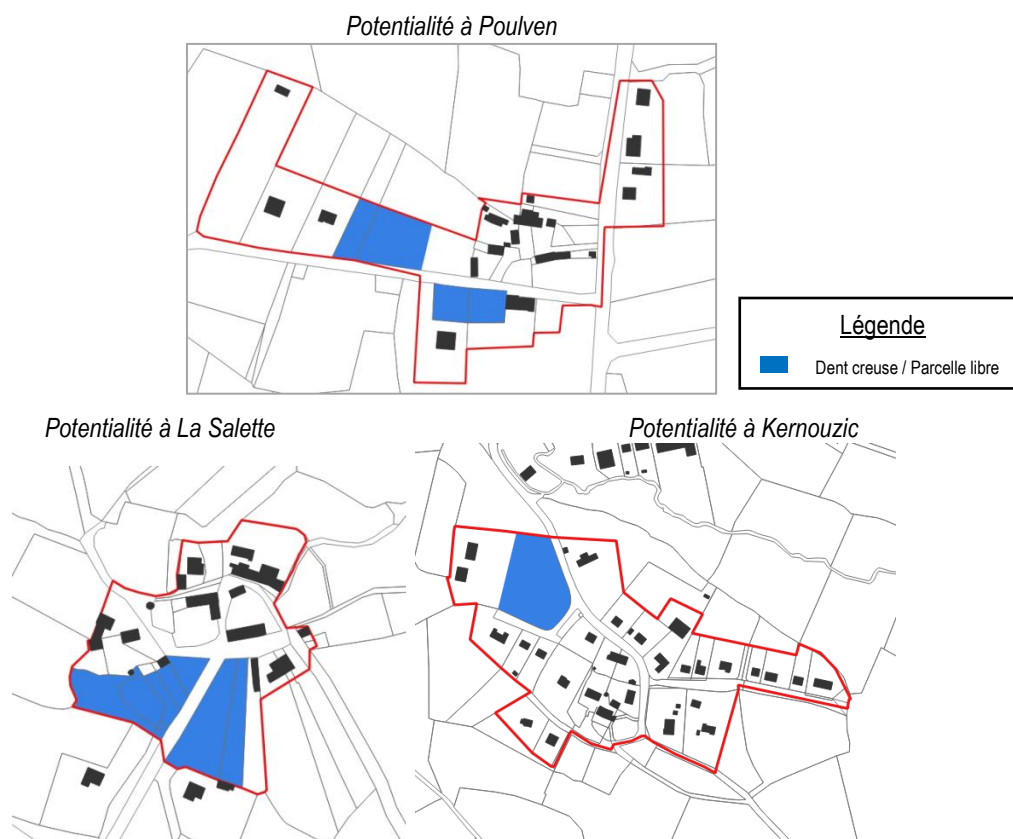 Potentialité à Poulven
Légende
Dent creuse / Parcelle libre
Potentialité à La Salette
Potentialité à Kernouzic